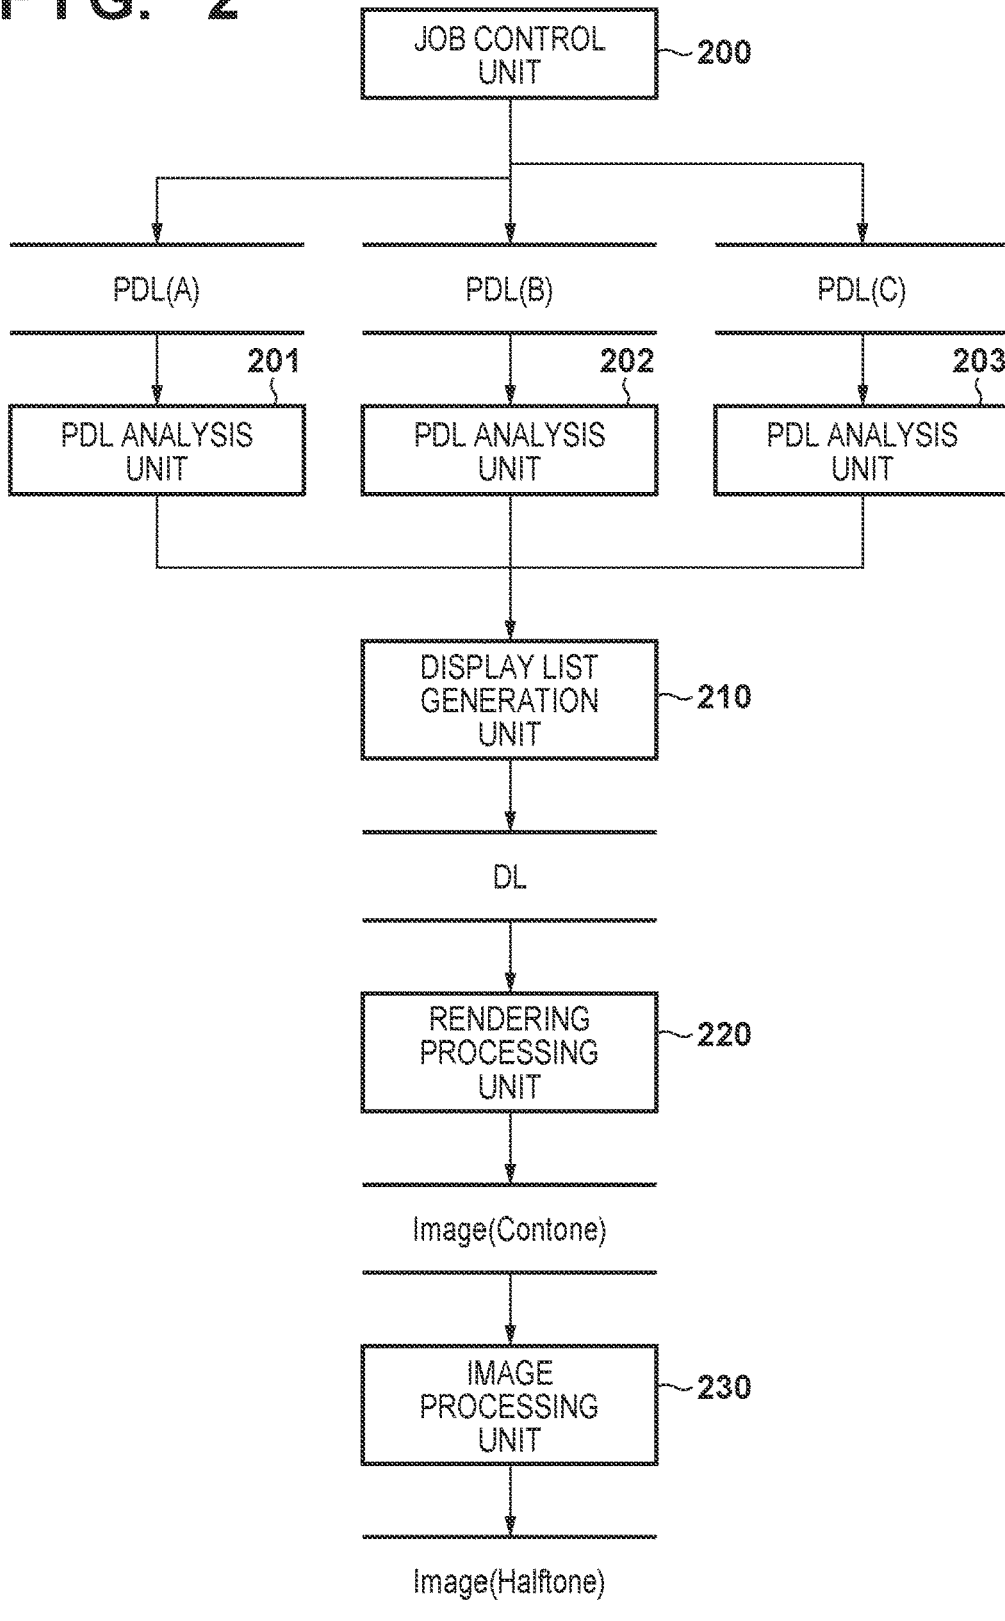 FIG. 2
JOB CONTROL
UNIT
200
PDL(A)
PDL(B)
PDL(C)
201
202
203
PDL ANALYSIS
UNIT
PDL ANALYSIS
UNIT
PDL ANALYSIS
UNIT
DISPLAY LIST
GENERATION
UNIT
210
DL
RENDERING
PROCESSING
UNIT
220
Image(Contone)
IMAGE
PROCESSING
UNIT
230
Image(Halftone)